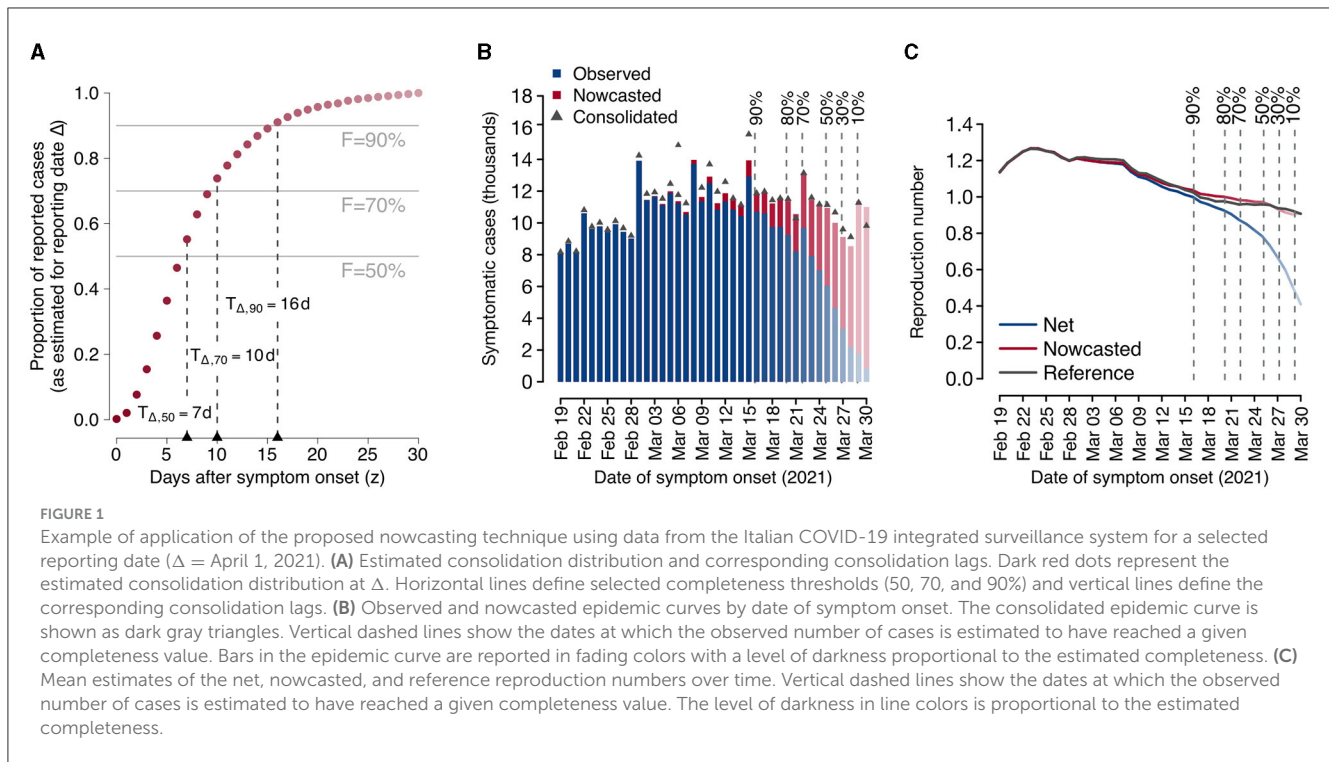 A
Proportion of reported cases
(as estimated for reporting date Δ)
1.0
0.8
0.6
0.4
0.2
0.0
F=90%
F=70%
F=50%
TΔ,90 = 16d
TΔ,70 = 10d
TΔ,50 = 7d
0 5 10 15 20 25 30
Days after symptom onset (z)
B
Observed
Nowcasted
Consolidated
Symptomatic cases (thousands)
18
16
14
12
10
8
6
4
2
0
90%
80%
70%
50%
30%
10%
Feb 19
Feb 22
Feb 25
Feb 28
Mar 03
Mar 06
Mar 09
Mar 12
Mar 15
Mar 18
Mar 21
Mar 24
Mar 27
Mar 30
Date of symptom onset (2021)
C
Reproduction number
1.4
1.2
1.0
0.8
0.6
0.4
0.2
0.0
90%
80%
70%
50%
30%
10%
Net
Nowcasted
Reference
Feb 19
Feb 22
Feb 25
Feb 28
Mar 03
Mar 06
Mar 09
Mar 12
Mar 15
Mar 18
Mar 21
Mar 24
Mar 27
Mar 30
Date of symptom onset (2021)
FIGURE 1
Example of application of the proposed nowcasting technique using data from the Italian COVID-19 integrated surveillance system for a selected
reporting date (Δ = April 1, 2021). (A) Estimated consolidation distribution and corresponding consolidation lags. Dark red dots represent the
estimated consolidation distribution at Δ. Horizontal lines define selected completeness thresholds (50, 70, and 90%) and vertical lines define the
corresponding consolidation lags. (B) Observed and nowcasted epidemic curves by date of symptom onset. The consolidated epidemic curve is
shown as dark gray triangles. Vertical dashed lines show the dates at which the observed number of cases is estimated to have reached a given
completeness value. Bars in the epidemic curve are reported in fading colors with a level of darkness proportional to the estimated completeness. (C)
Mean estimates of the net, nowcasted, and reference reproduction numbers over time. Vertical dashed lines show the dates at which the observed
number of cases is estimated to have reached a given completeness value. The level of darkness in line colors is proportional to the estimated
completeness.